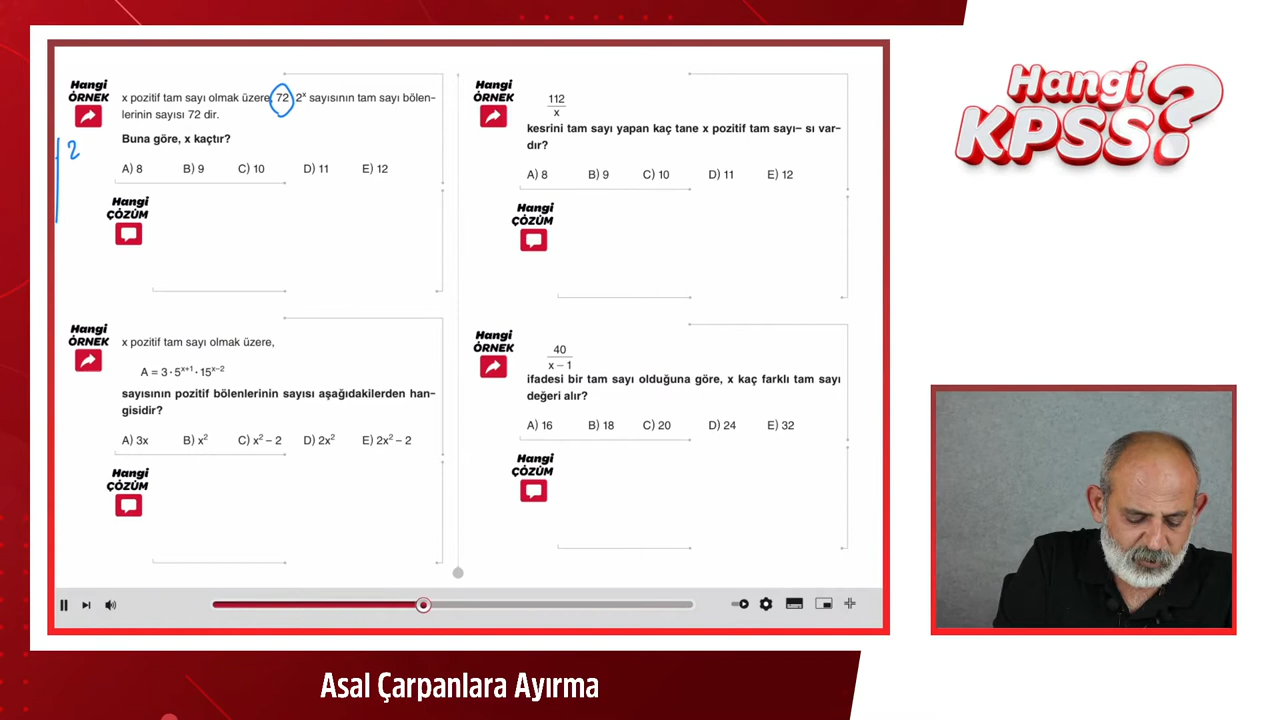 Hangi
ÖRNEK
x pozitif tam sayı olmak üzere, 72 2ˣ sayısının tam sayı bölen-
lerinin sayısı 72 dir.
Buna göre, x kaçtır?
A) 8 B) 9 C) 10 D) 11 E) 12
2
Hangi
ÇÖZÜM
Hangi
ÖRNEK
x pozitif tam sayı olmak üzere,
A = 3 · 5ˣ⁺¹ · 15ˣ⁻²
sayısının pozitif bölenlerinin sayısı aşağıdakilerden han-
gisidir?
A) 3x B) x² C) x² – 2 D) 2x² E) 2x² – 2
Hangi
ÇÖZÜM
Hangi
ÖRNEK
112
x
kesrini tam sayı yapan kaç tane x pozitif tam sayı– sı var-
dır?
A) 8 B) 9 C) 10 D) 11 E) 12
Hangi
ÇÖZÜM
Hangi
ÖRNEK
40
x – 1
ifadesi bir tam sayı olduğuna göre, x kaç farklı tam sayı
değeri alır?
A) 16 B) 18 C) 20 D) 24 E) 32
Hangi
ÇÖZÜM
Hangi
KPSS?
Asal Çarpanlara Ayırma